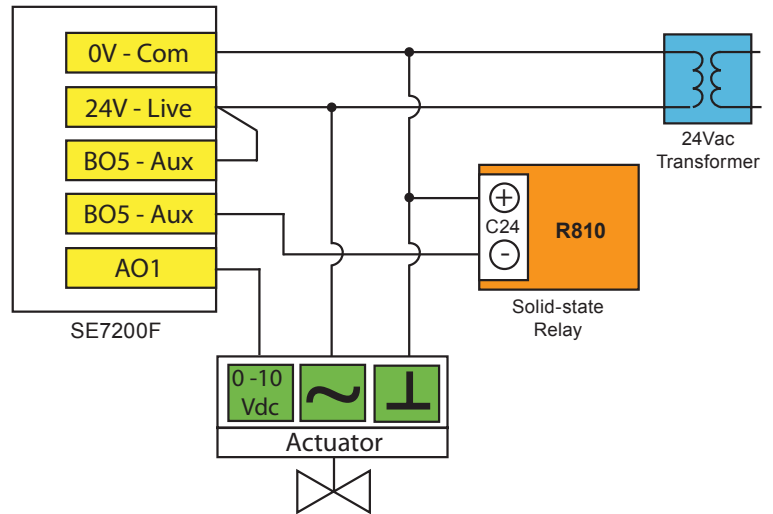 0V - Com
24V - Live
BO5 - Aux
BO5 - Aux
AO1
SE7200F
24Vac
Transformer
+
C24
-
R810
Solid-state
Relay
0 -10
Vdc
Actuator